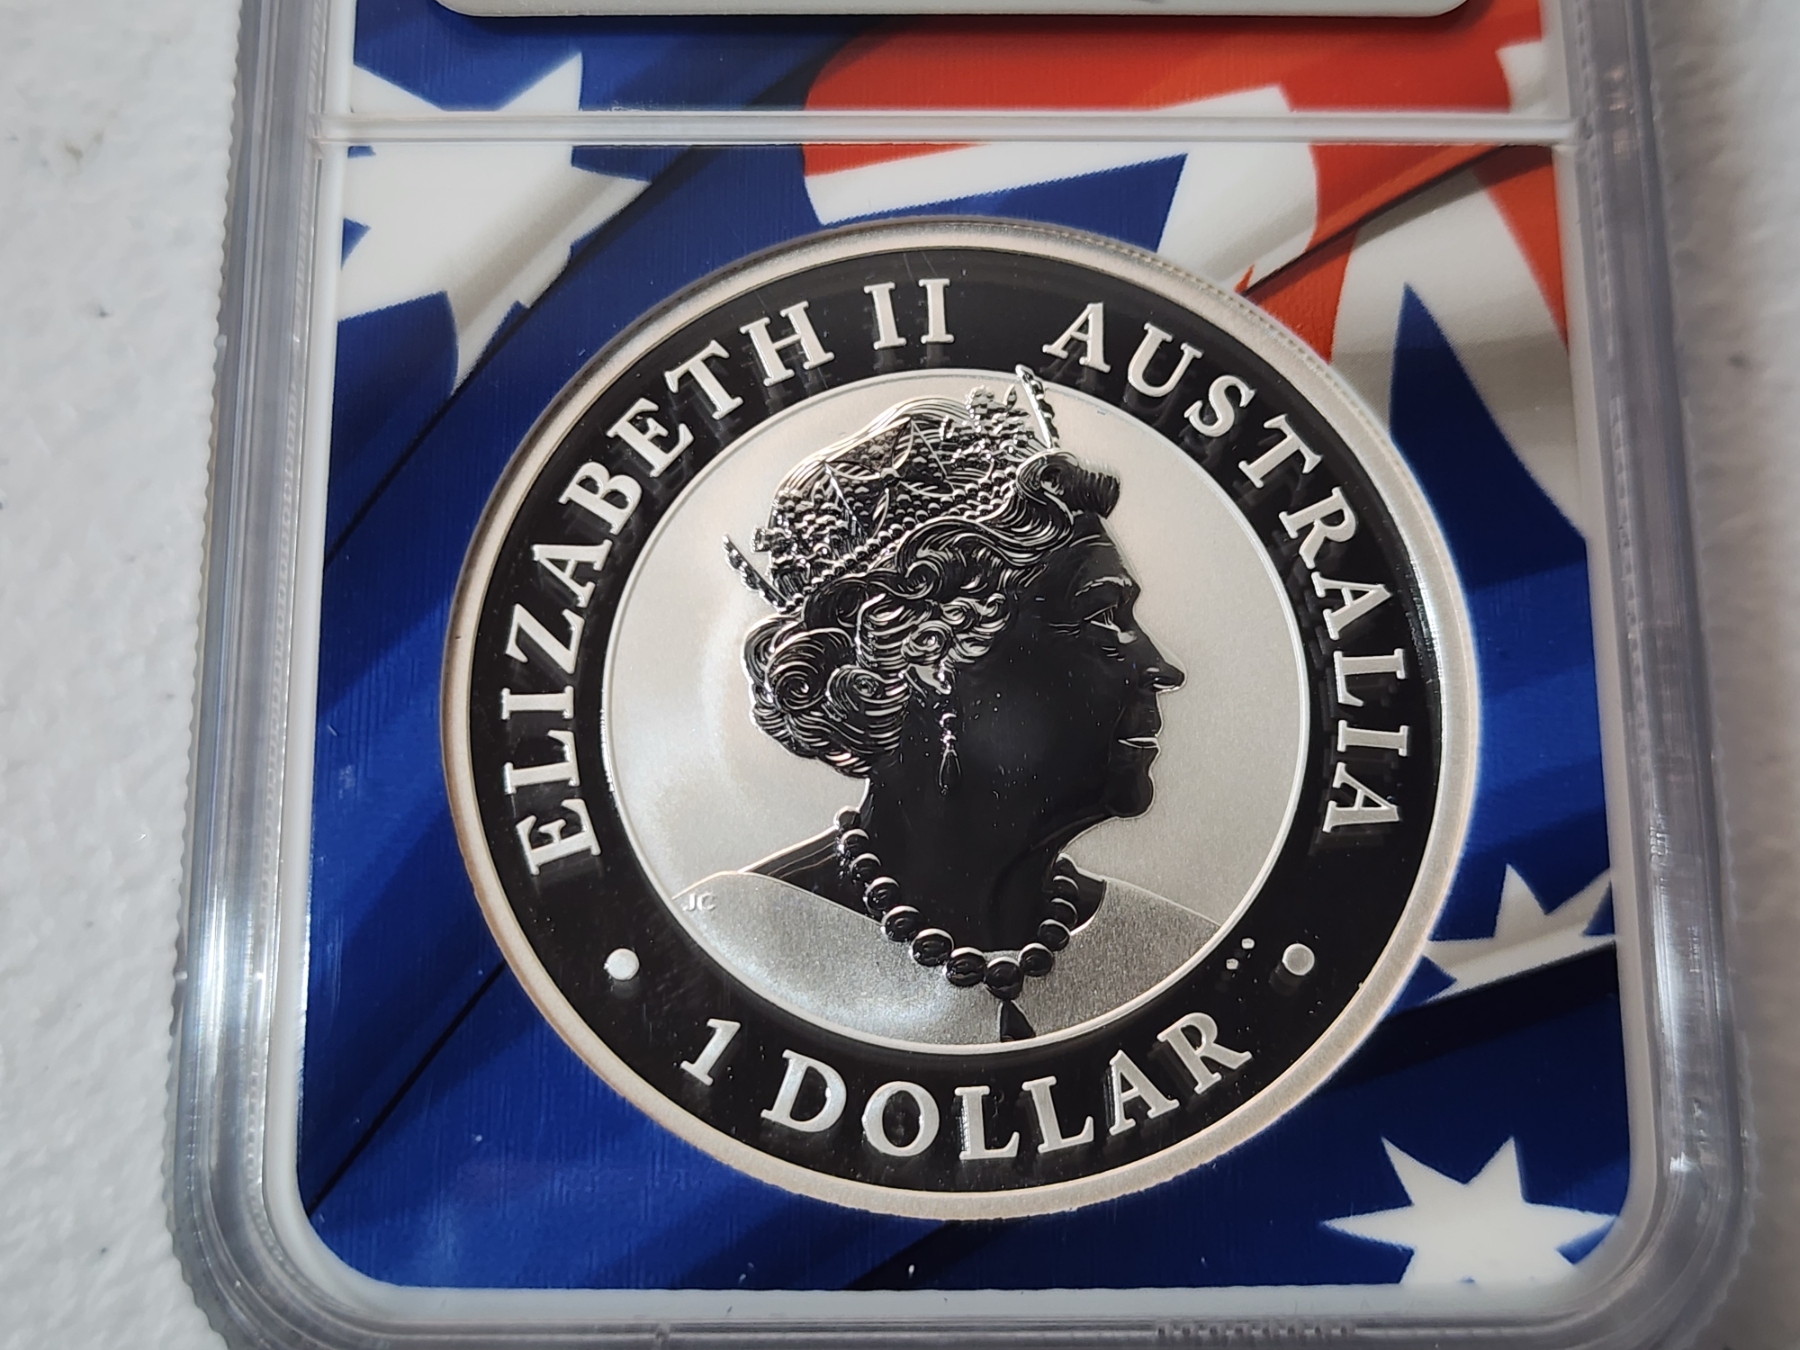 ELIZABETH II AUSTRALIA
JC
1 DOLLAR